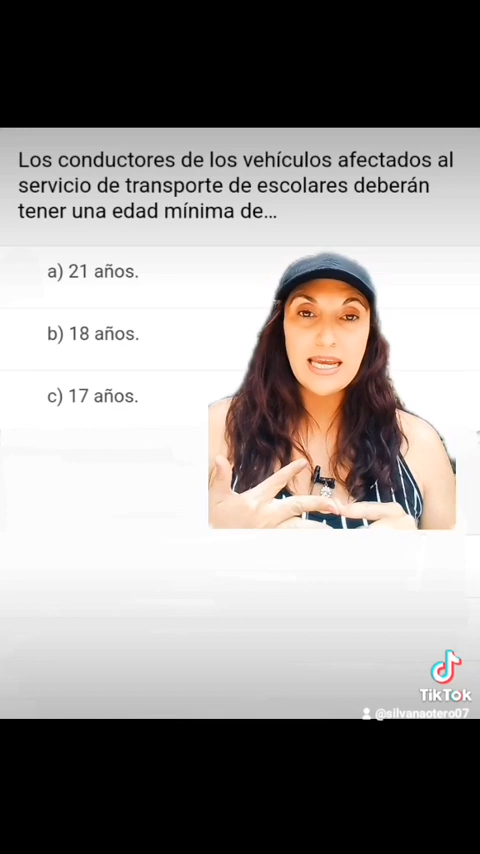 Los conductores de los vehículos afectados al
servicio de transporte de escolares deberán
tener una edad mínima de...
a) 21 años.
b) 18 años.
c) 17 años.
TikTok
@silvanaotero07